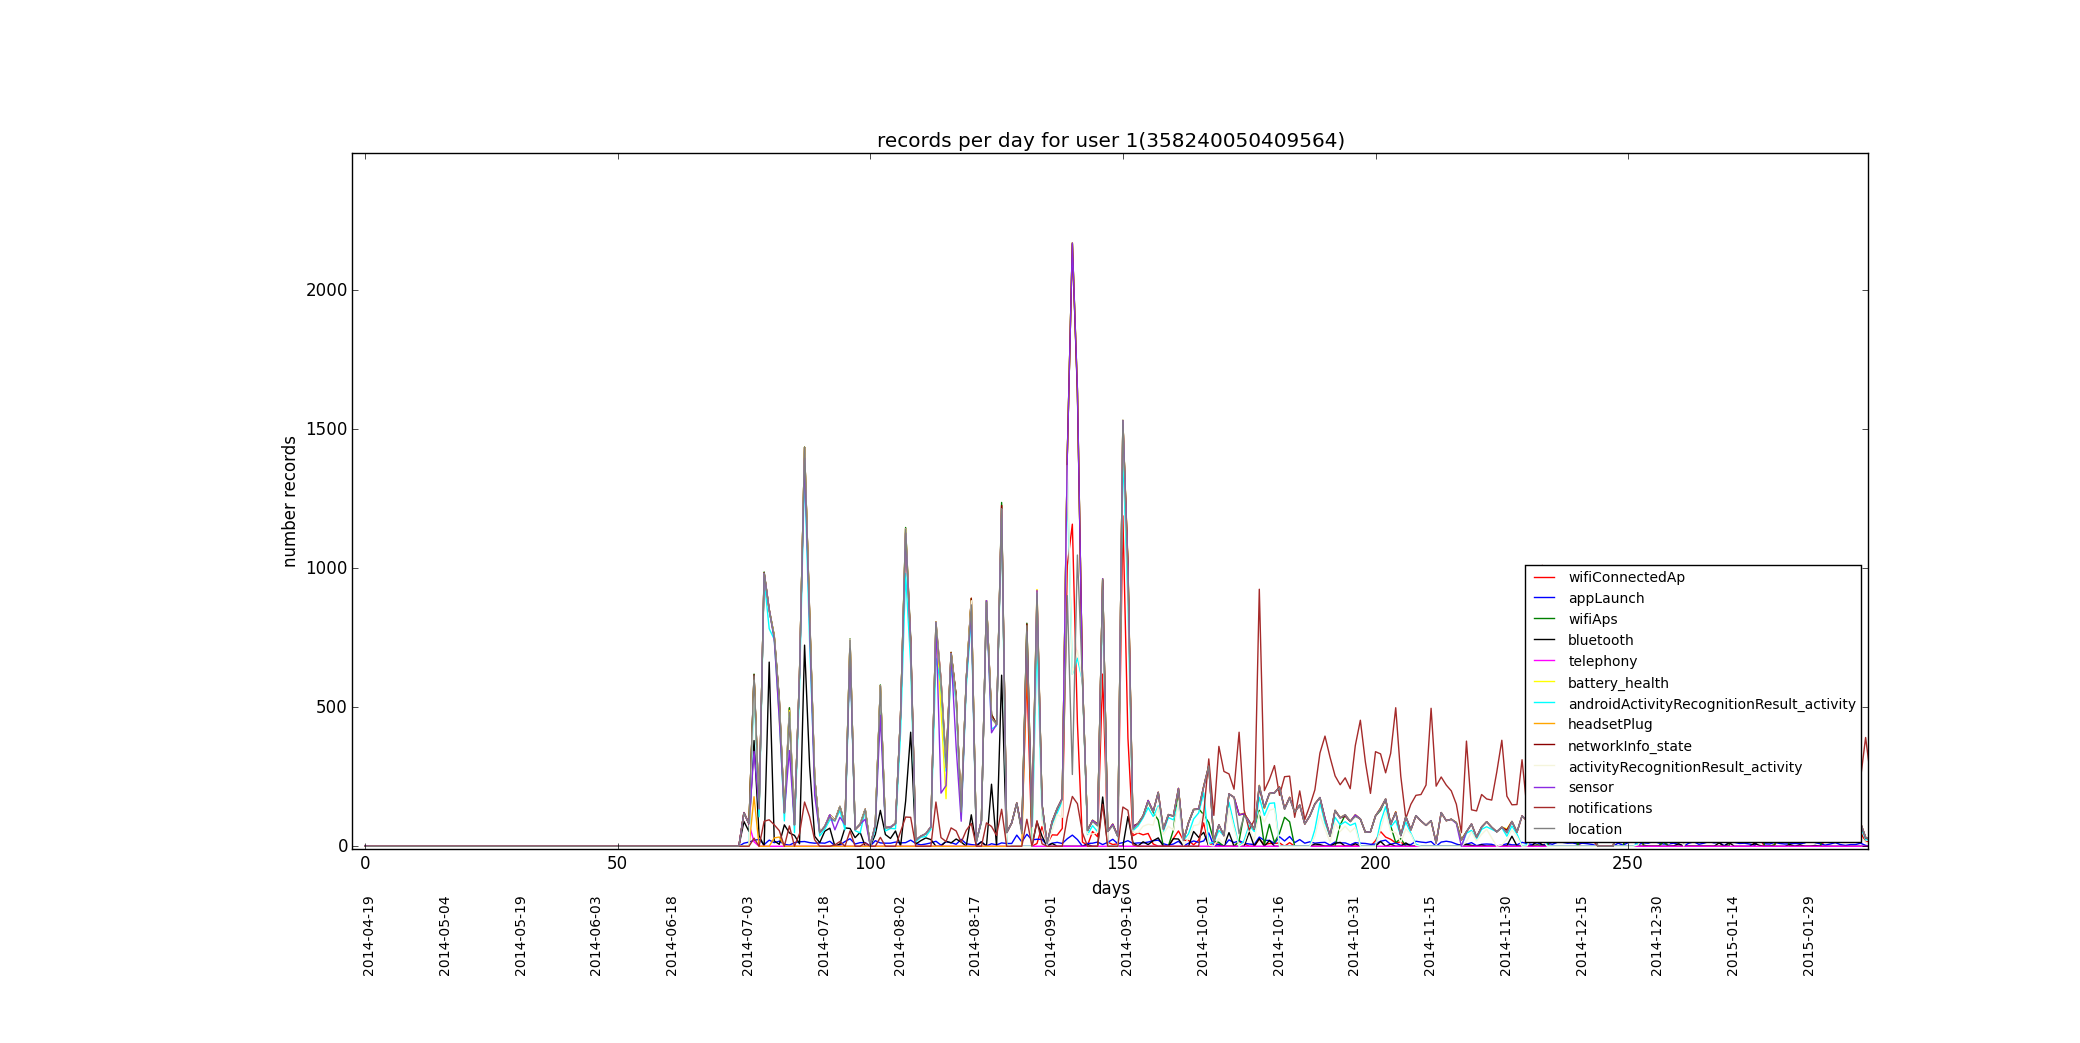 records per day for user 1(358240050409564)
number records
2000
1500
1000
500
0
wifiConnectedAp
appLaunch
wifiAps
bluetooth
telephony
battery_health
androidActivityRecognitionResult_activity
headsetPlug
networkInfo_state
activityRecognitionResult_activity
sensor
notifications
location
0 50 100 150 200 250
days
2014-04-19
2014-05-04
2014-05-19
2014-06-03
2014-06-18
2014-07-03
2014-07-18
2014-08-02
2014-08-17
2014-09-01
2014-09-16
2014-10-01
2014-10-16
2014-10-31
2014-11-15
2014-11-30
2014-12-15
2014-12-30
2015-01-14
2015-01-29